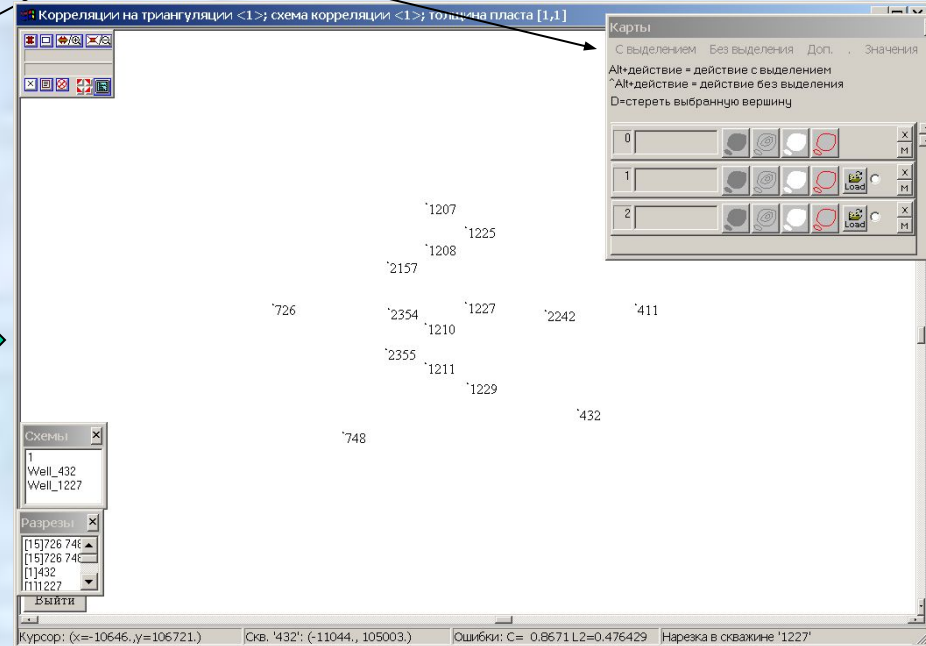 Корреляции на триангуляции <1>; схема корреляции <1>; толщина пласта [1,1]
Карты
С выделением Без выделения Доп. . Значения
Alt+действие = действие с выделением
^Alt+действие = действие без выделения
D=стереть выбранную вершину
0
X
M
1
Load
X
M
2
Load
X
M
`1207
`1225
`1208
`2157
`726
`2354
`1227
`2242
`411
`1210
`2355
`1211
`1229
`432
`748
Схемы
1
Well_432
Well_1227
Разрезы
[15]726 748
[15]726 748
[1]432
[1]1227
Выйти
Курсор: (x=-10646.,y=106721.) Скв. '432': (-11044., 105003.) Ошибки: C= 0.8671 L2=0.476429 Нарезка в скважине '1227'